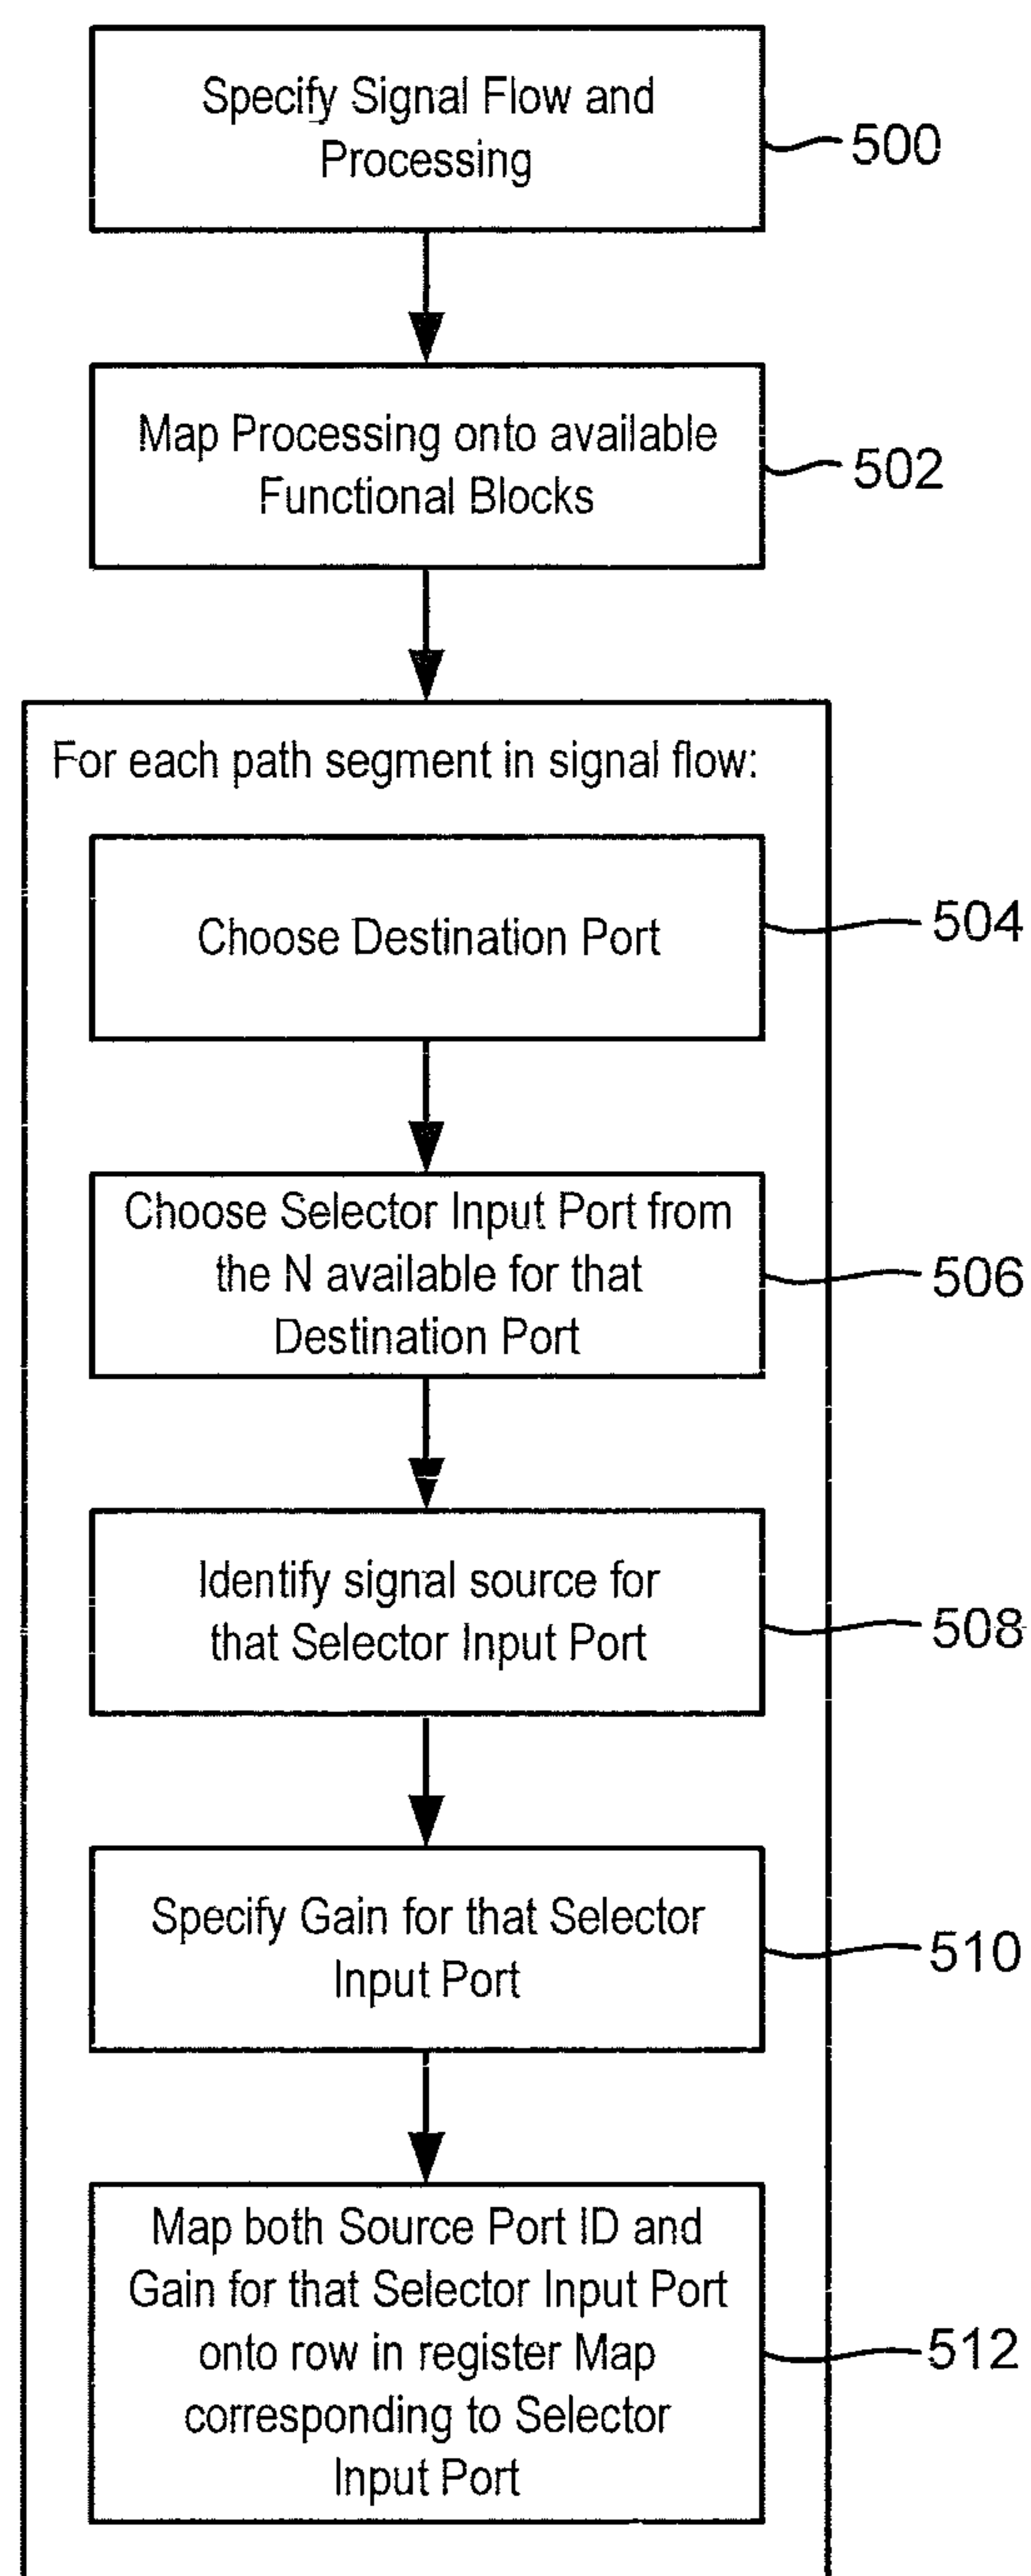 Specify Signal Flow and
Processing
500
Map Processing onto available
Functional Blocks
502
For each path segment in signal flow:
Choose Destination Port
504
Choose Selector Input Port from
the N available for that
Destination Port
506
Identify signal source for
that Selector Input Port
508
Specify Gain for that Selector
Input Port
510
Map both Source Port ID and
Gain for that Selector Input Port
onto row in register Map
corresponding to Selector
Input Port
512